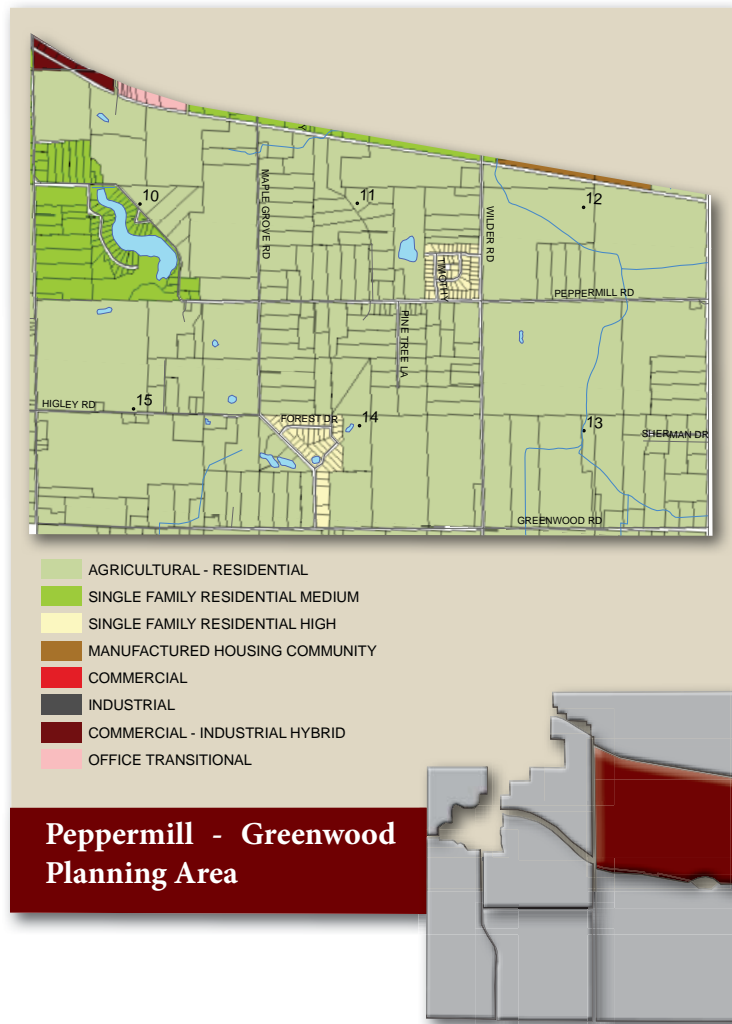 10
11
12
MAPLE GROVE RD
WILDER RD
TIMOTHY
PEPPERMILL RD
PINE TREE LA
HIGLEY RD
15
FOREST DR
14
13
SHERMAN DR
GREENWOOD RD
AGRICULTURAL - RESIDENTIAL
SINGLE FAMILY RESIDENTIAL MEDIUM
SINGLE FAMILY RESIDENTIAL HIGH
MANUFACTURED HOUSING COMMUNITY
COMMERCIAL
INDUSTRIAL
COMMERCIAL - INDUSTRIAL HYBRID
OFFICE TRANSITIONAL
Peppermill - Greenwood
Planning Area